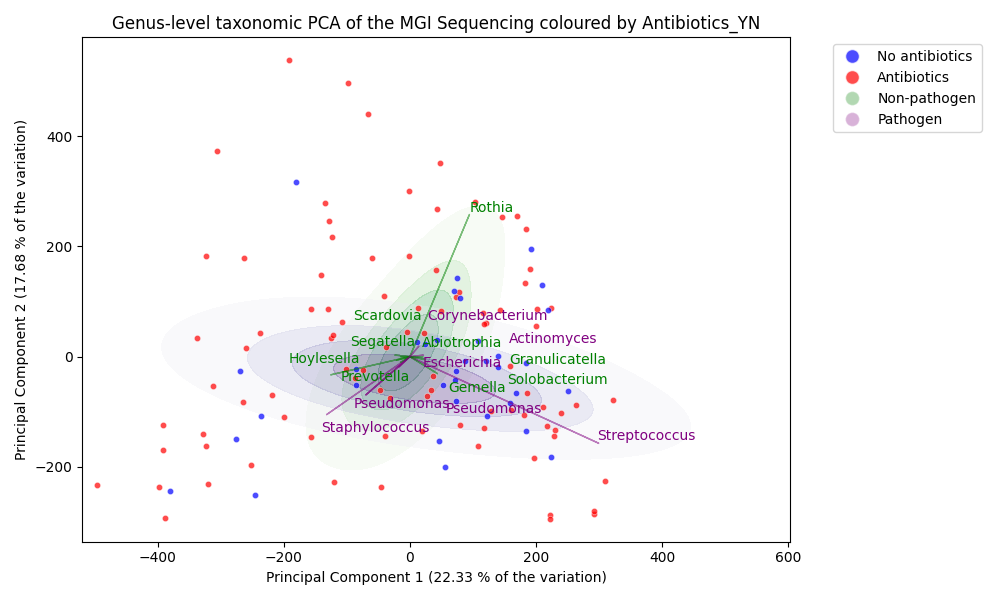 Genus-level taxonomic PCA of the MGI Sequencing coloured by Antibiotics_YN
No antibiotics
Antibiotics
Non-pathogen
Pathogen
Principal Component 2 (17.68 % of the variation)
400
200
0
−200
−400
Rothia
Scardovia
Corynebacterium
Segatella
Abiotrophia
Actinomyces
Hoylesella
Escherichia
Granulicatella
Prevotella
Gemella
Solobacterium
Pseudomonas
Pseudomonas
Staphylococcus
Streptococcus
−400
−200
0
200
400
600
Principal Component 1 (22.33 % of the variation)